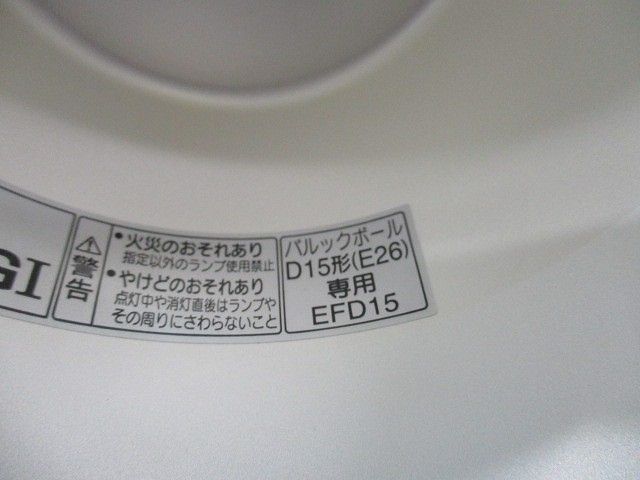 GI
警告
・火災のおそれあり
指定以外のランプ使用禁止
・やけどのおそれあり
点灯中や消灯直後はランプや
その周りにさわらないこと
パルックボール
D15形(E26)
専用
EFD15